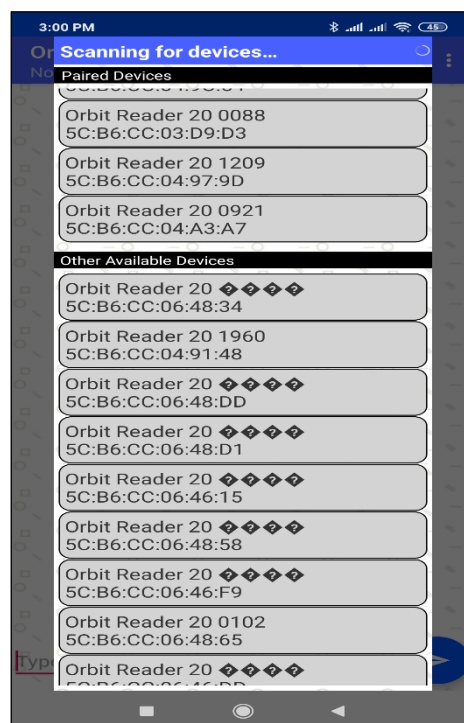 3:00 PM
45
Or
Scanning for devices...
No
Paired Devices
Orbit Reader 20 0088
5C:B6:CC:03:D9:D3
Orbit Reader 20 1209
5C:B6:CC:04:97:9D
Orbit Reader 20 0921
5C:B6:CC:04:A3:A7
Other Available Devices
Orbit Reader 20 ����
5C:B6:CC:06:48:34
Orbit Reader 20 1960
5C:B6:CC:04:91:48
Orbit Reader 20 ����
5C:B6:CC:06:48:DD
Orbit Reader 20 ����
5C:B6:CC:06:48:D1
Orbit Reader 20 ����
5C:B6:CC:06:46:15
Orbit Reader 20 ����
5C:B6:CC:06:48:58
Orbit Reader 20 ����
5C:B6:CC:06:46:F9
Orbit Reader 20 0102
5C:B6:CC:06:48:65
Orbit Reader 20 ����
Type